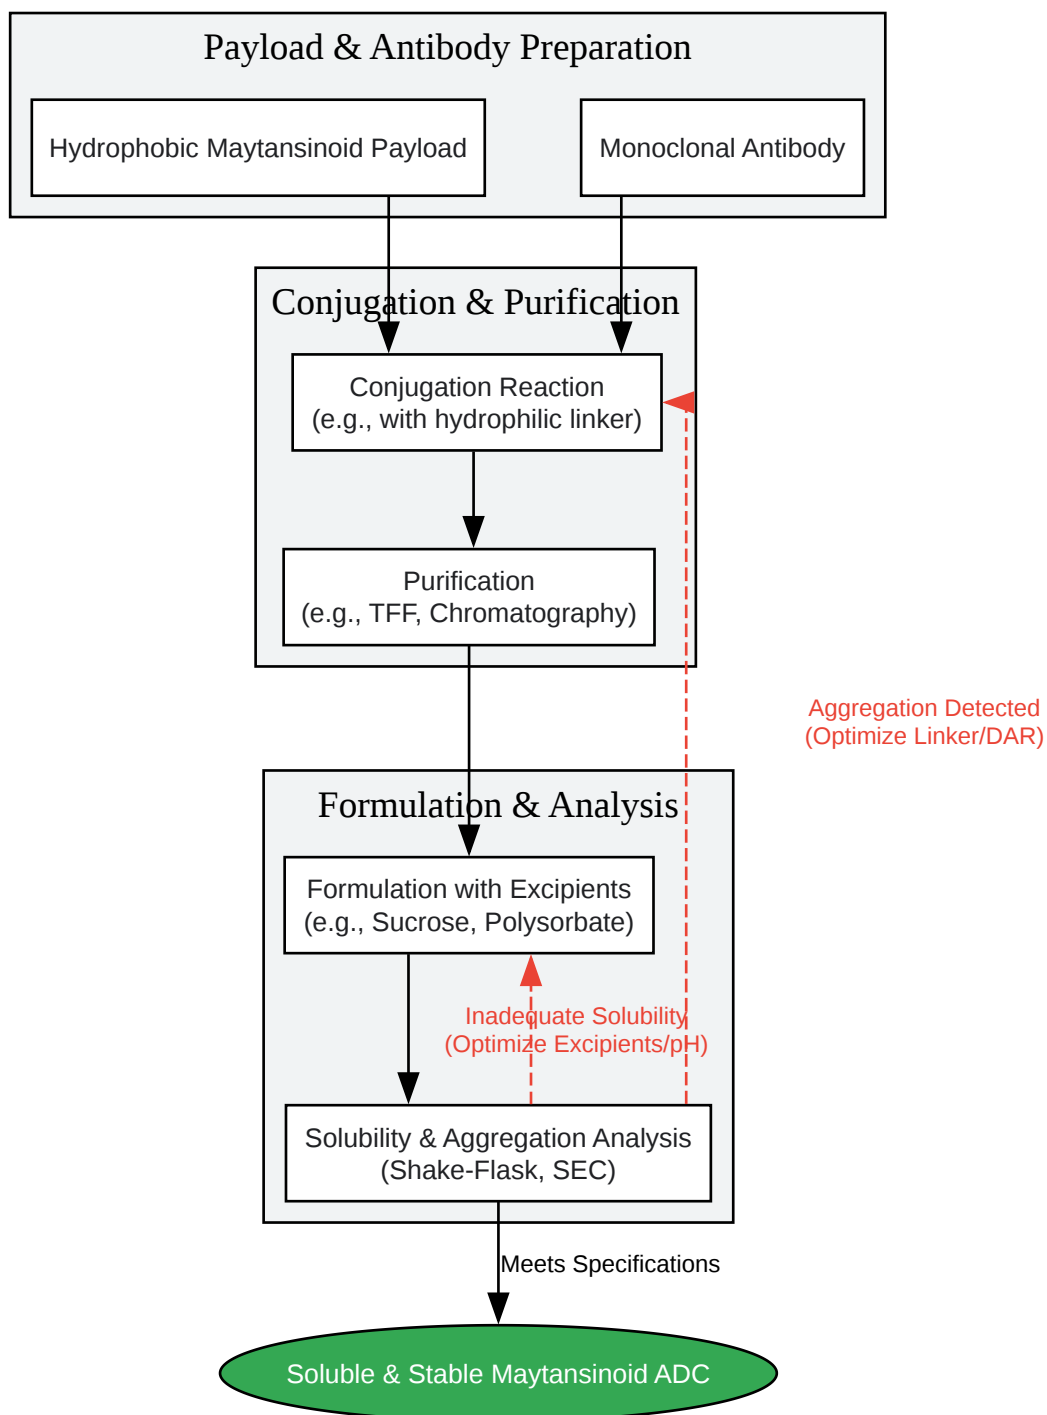 Payload & Antibody Preparation
Hydrophobic Maytansinoid Payload
Monoclonal Antibody
Conjugation & Purification
Conjugation Reaction
(e.g., with hydrophilic linker)
Purification
(e.g., TFF, Chromatography)
Aggregation Detected
(Optimize Linker/DAR)
Formulation & Analysis
Formulation with Excipients
(e.g., Sucrose, Polysorbate)
Inadequate Solubility
(Optimize Excipients/pH)
Solubility & Aggregation Analysis
(Shake-Flask, SEC)
Meets Specifications
Soluble & Stable Maytansinoid ADC